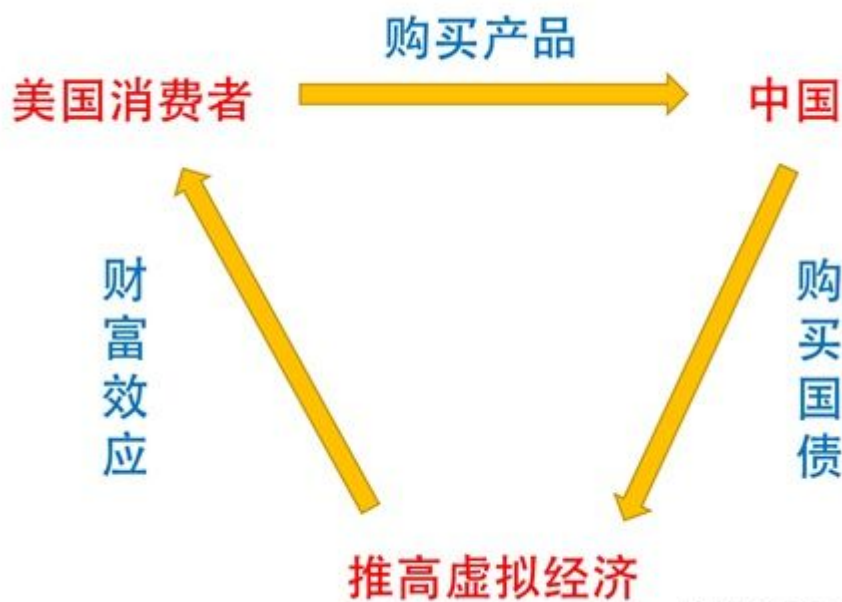 购买产品
美国消费者
中国
财富效应
购买国债
推高虚拟经济